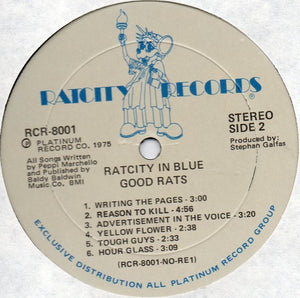 RATCITY RECORDS
RCR-8001
℗ PLATINUM
RECORD CO. 1975
All Songs Written
by Peppi Marchello
and Published by
Baldy Baldwin
Music Co. BMI
STEREO
SIDE 2
Produced by:
Stephan Galfas
RATCITY IN BLUE
GOOD RATS
1: WRITING THE PAGES - 3:00
2: REASON TO KILL - 4:56
3: ADVERTISEMENT IN THE VOICE - 3:20
4: YELLOW FLOWER - 2:38
5: TOUGH GUYS - 2:33
6: HOUR GLASS - 3:09
(RCR-8001-NO-RE1)
EXCLUSIVE DISTRIBUTION ALL PLATINUM RECORD GROUP